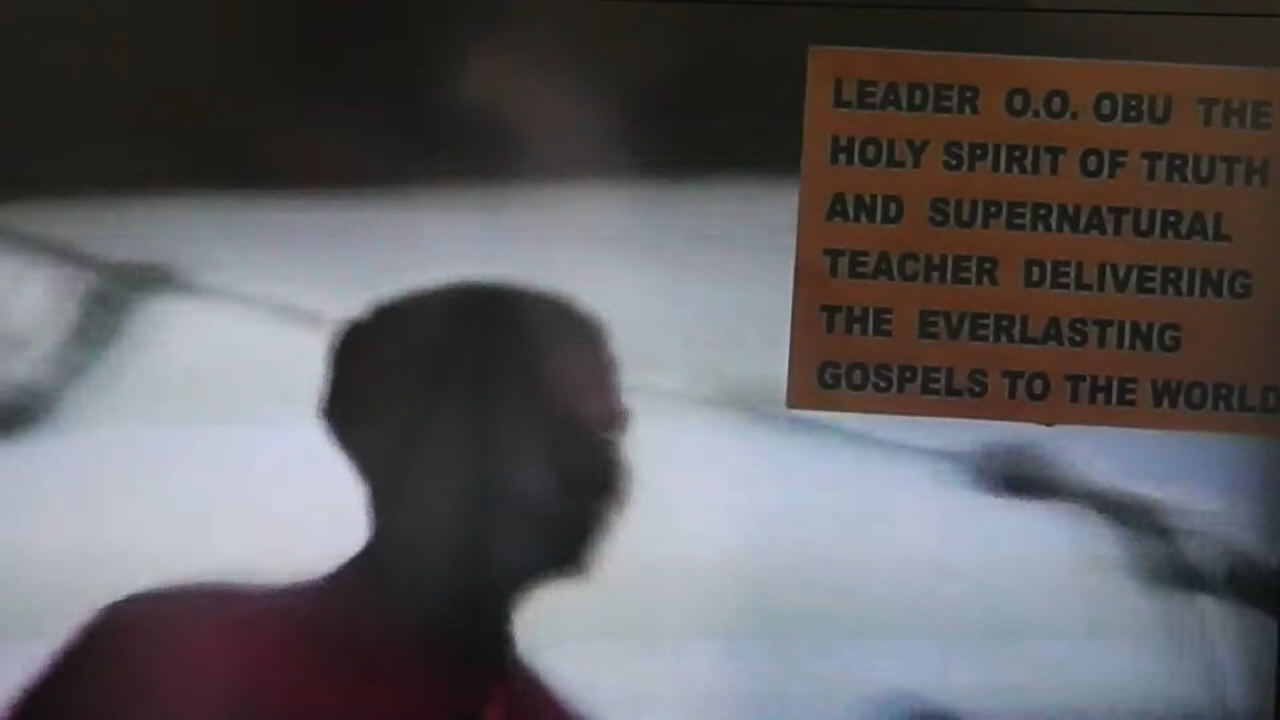 LEADER O.O. OBU THE
HOLY SPIRIT OF TRUTH
AND SUPERNATURAL
TEACHER DELIVERING
THE EVERLASTING
GOSPELS TO THE WORLD